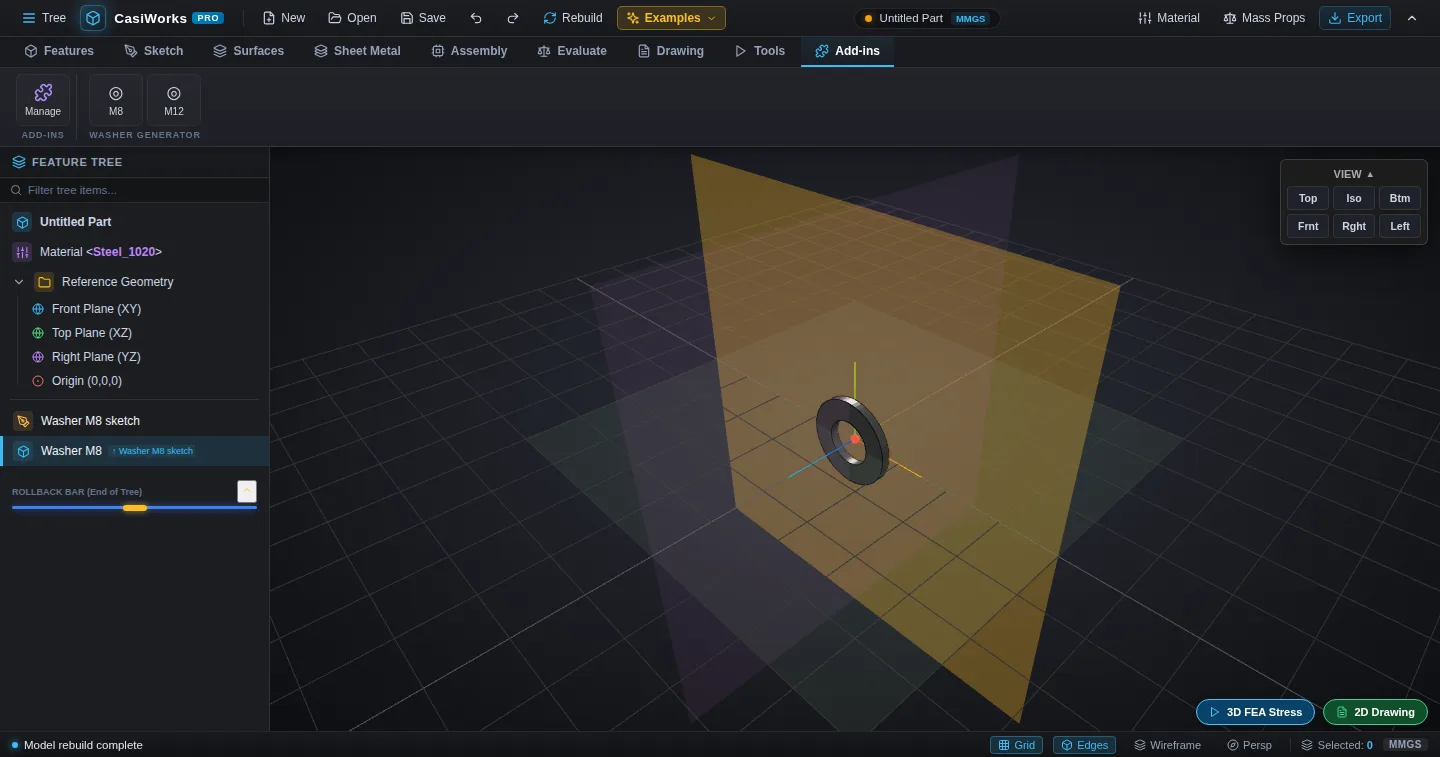 Tree CasiWorks PRO New Open Save Rebuild Examples Untitled Part MMGS Material Mass Props Export
Features Sketch Surfaces Sheet Metal Assembly Evaluate Drawing Tools Add-ins
Manage M8 M12
ADD-INS WASHER GENERATOR
FEATURE TREE
Filter tree items...
Untitled Part
Material <Steel_1020>
Reference Geometry
Front Plane (XY)
Top Plane (XZ)
Right Plane (YZ)
Origin (0,0,0)
Washer M8 sketch
Washer M8 ↑ Washer M8 sketch
ROLLBACK BAR (End of Tree)
VIEW ▲
Top Iso Btm
Frnt Rght Left
3D FEA Stress 2D Drawing
Model rebuild complete Grid Edges Wireframe Persp Selected: 0 MMGS